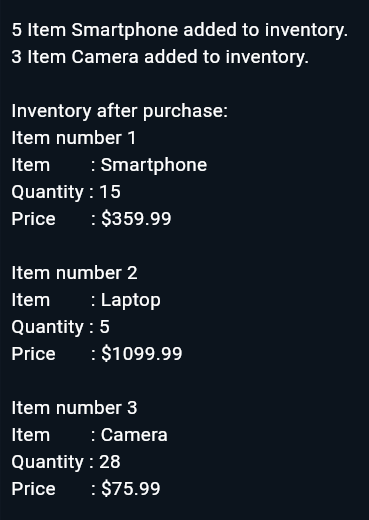 5 Item Smartphone added to inventory.
3 Item Camera added to inventory.
Inventory after purchase:
Item number 1
Item : Smartphone
Quantity : 15
Price : $359.99
Item number 2
Item : Laptop
Quantity : 5
Price : $1099.99
Item number 3
Item : Camera
Quantity : 28
Price : $75.99